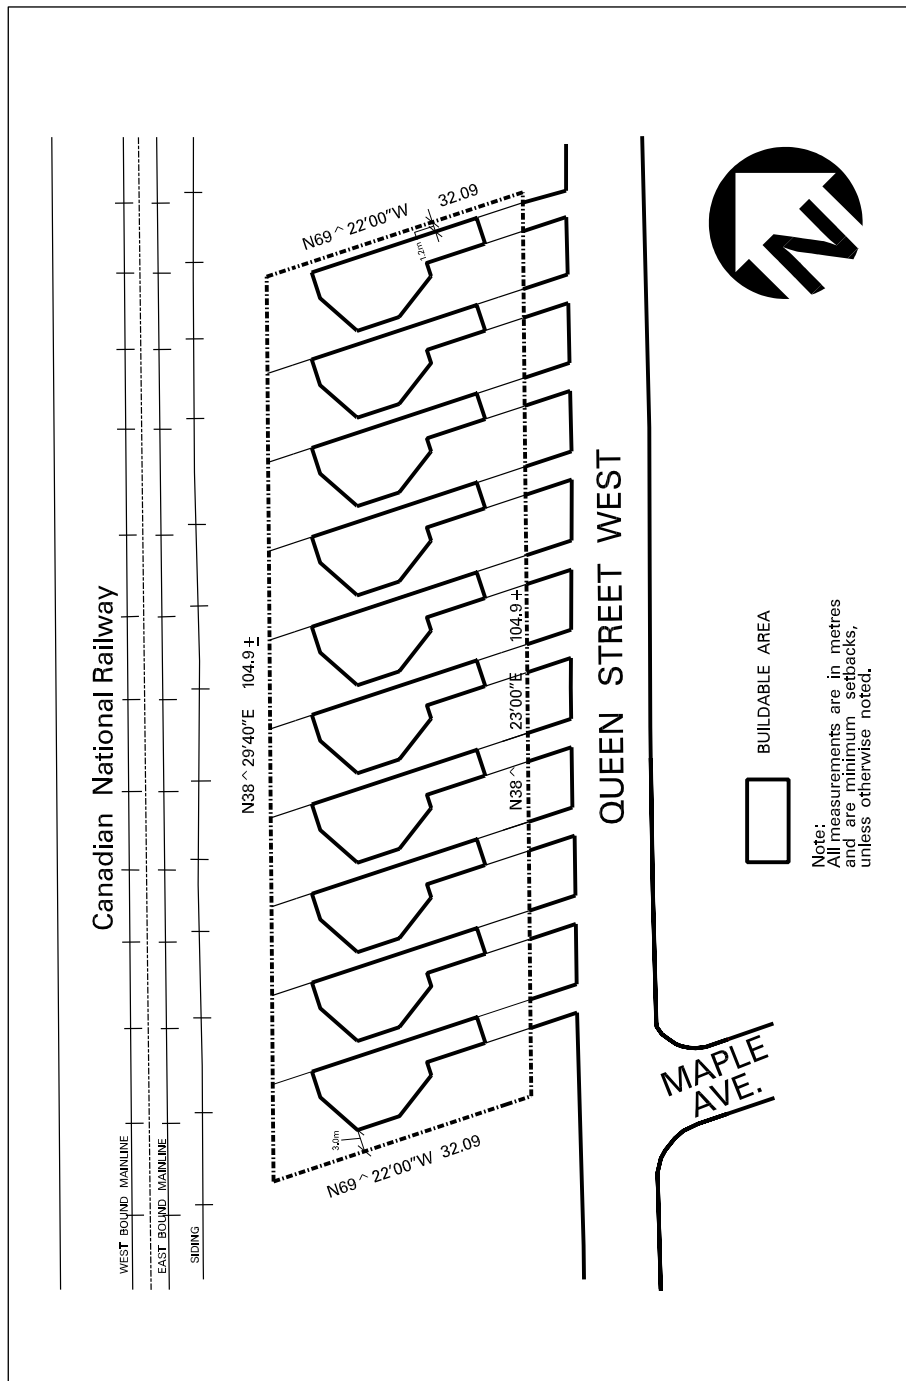 N69^22'00"W 32.09
1.2m
N
Canadian National Railway
N38^29'40"E 104.9±
N38^ 23'00"E 104.9±
QUEEN STREET WEST
BUILDABLE AREA
Note:
All measurements are in metres
and are minimum setbacks,
unless otherwise noted.
MAPLE
AVE.
3.0m
N69^22'00"W 32.09
WEST BOUND MAINLINE
EAST BOUND MAINLINE
SIDING